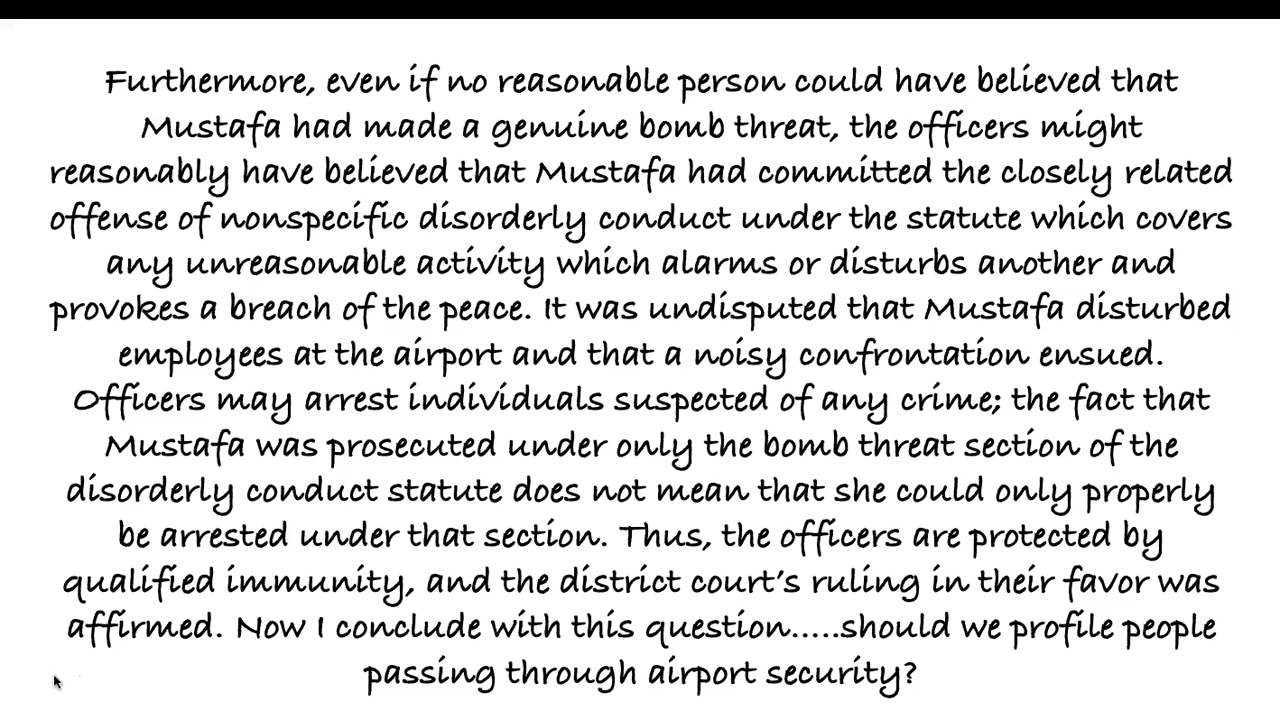 Furthermore, even if no reasonable person could have believed that
Mustafa had made a genuine bomb threat, the officers might
reasonably have believed that Mustafa had committed the closely related
offense of nonspecific disorderly conduct under the statute which covers
any unreasonable activity which alarms or disturbs another and
provokes a breach of the peace. It was undisputed that Mustafa disturbed
employees at the airport and that a noisy confrontation ensued.
Officers may arrest individuals suspected of any crime; the fact that
Mustafa was prosecuted under only the bomb threat section of the
disorderly conduct statute does not mean that she could only properly
be arrested under that section. Thus, the officers are protected by
qualified immunity, and the district court's ruling in their favor was
affirmed. Now I conclude with this question.....should we profile people
passing through airport security?